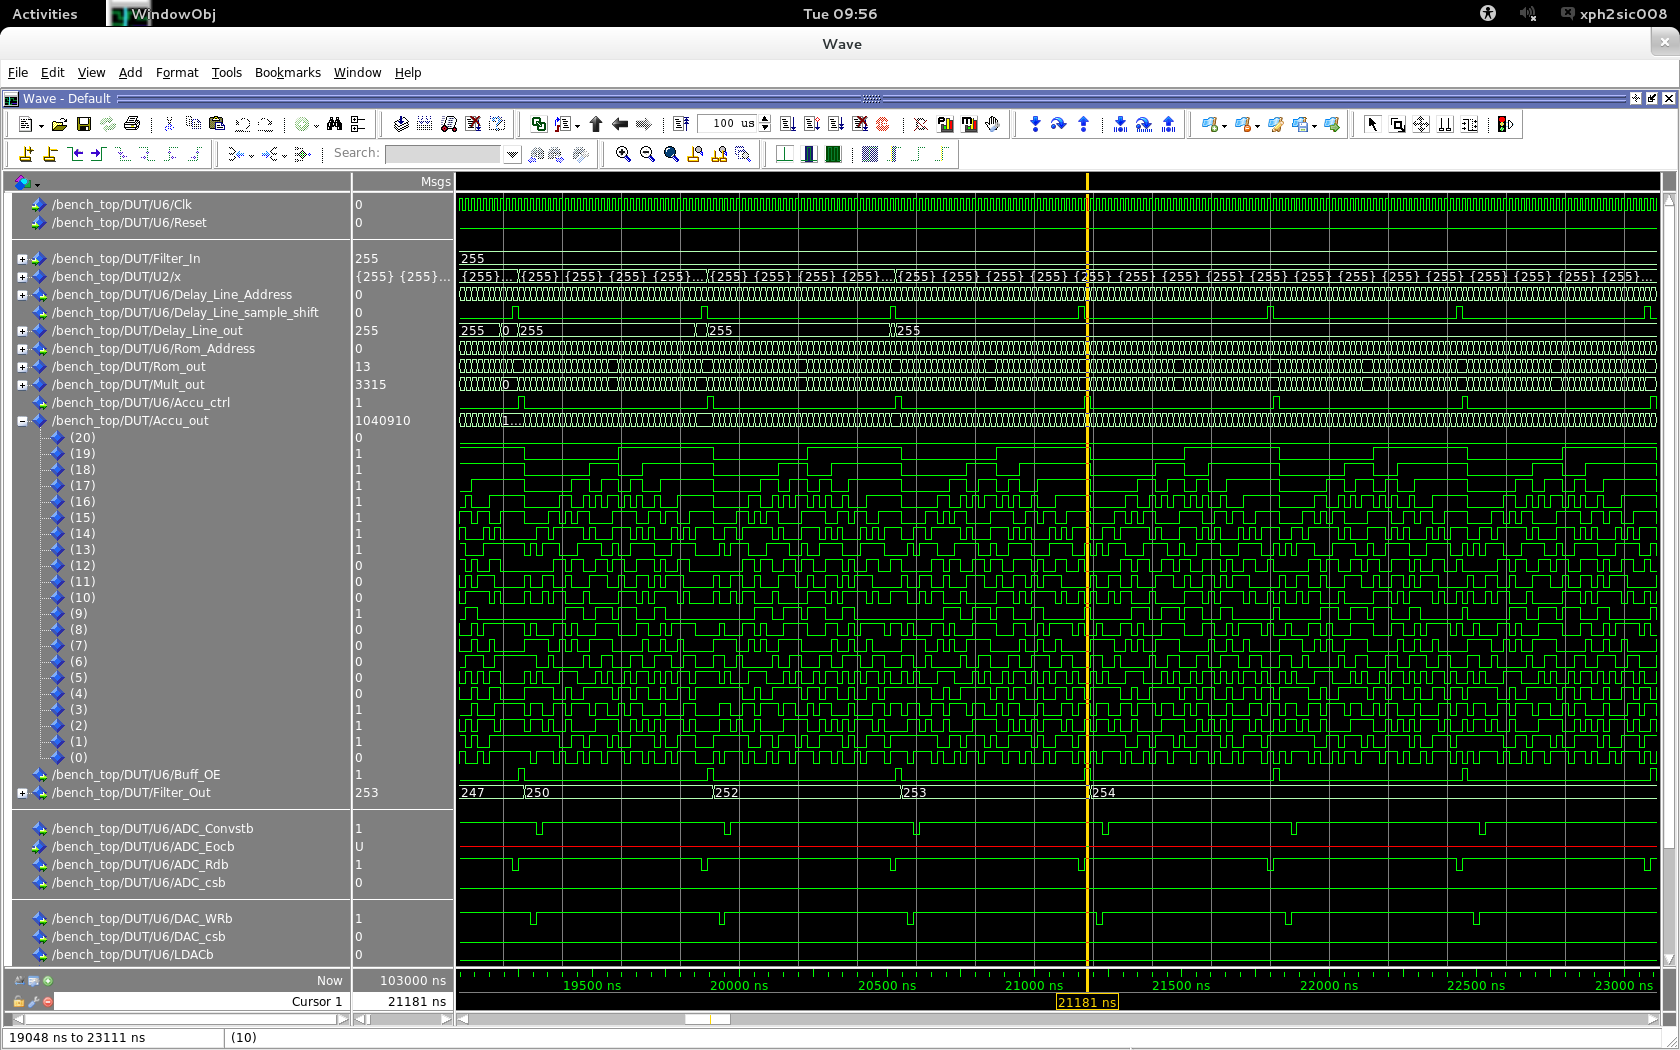 Activities WindowObj Tue 09:56 xph2sic008
Wave
File Edit View Add Format Tools Bookmarks Window Help
Wave - Default
100 us
Search:
Msgs
/bench_top/DUT/U6/Clk 0
/bench_top/DUT/U6/Reset 0
/bench_top/DUT/Filter_In 255 255
/bench_top/DUT/U2/x {255} {255}... {255}... {255} {255} {255} {255}... {255} {255} {255} {255}... {255} {255} {255} {255} {255} {255} {255} {255} {255} {255} {255} {255} {255} {255} {255} {255} {255}...
/bench_top/DUT/U6/Delay_Line_Address 0
/bench_top/DUT/U6/Delay_Line_sample_shift 0
/bench_top/DUT/Delay_Line_out 255 255 0 255 255 255
/bench_top/DUT/U6/Rom_Address 0
/bench_top/DUT/Rom_out 13
/bench_top/DUT/Mult_out 3315 0
/bench_top/DUT/U6/Accu_ctrl 1
/bench_top/DUT/Accu_out 1040910 1...
(20) 0
(19) 1
(18) 1
(17) 1
(16) 1
(15) 1
(14) 1
(13) 1
(12) 0
(11) 0
(10) 0
(9) 1
(8) 0
(7) 0
(6) 0
(5) 0
(4) 0
(3) 1
(2) 1
(1) 1
(0) 0
/bench_top/DUT/U6/Buff_OE 1
/bench_top/DUT/Filter_Out 253 247 250 252 253 254
/bench_top/DUT/U6/ADC_Convstb 1
/bench_top/DUT/U6/ADC_Eocb U
/bench_top/DUT/U6/ADC_Rdb 1
/bench_top/DUT/U6/ADC_csb 0
/bench_top/DUT/U6/DAC_WRb 1
/bench_top/DUT/U6/DAC_csb 0
/bench_top/DUT/U6/LDACb 0
Now 103000 ns 19500 ns 20000 ns 20500 ns 21000 ns 21500 ns 22000 ns 22500 ns 23000 ns
Cursor 1 21181 ns 21181 ns
19048 ns to 23111 ns (10)